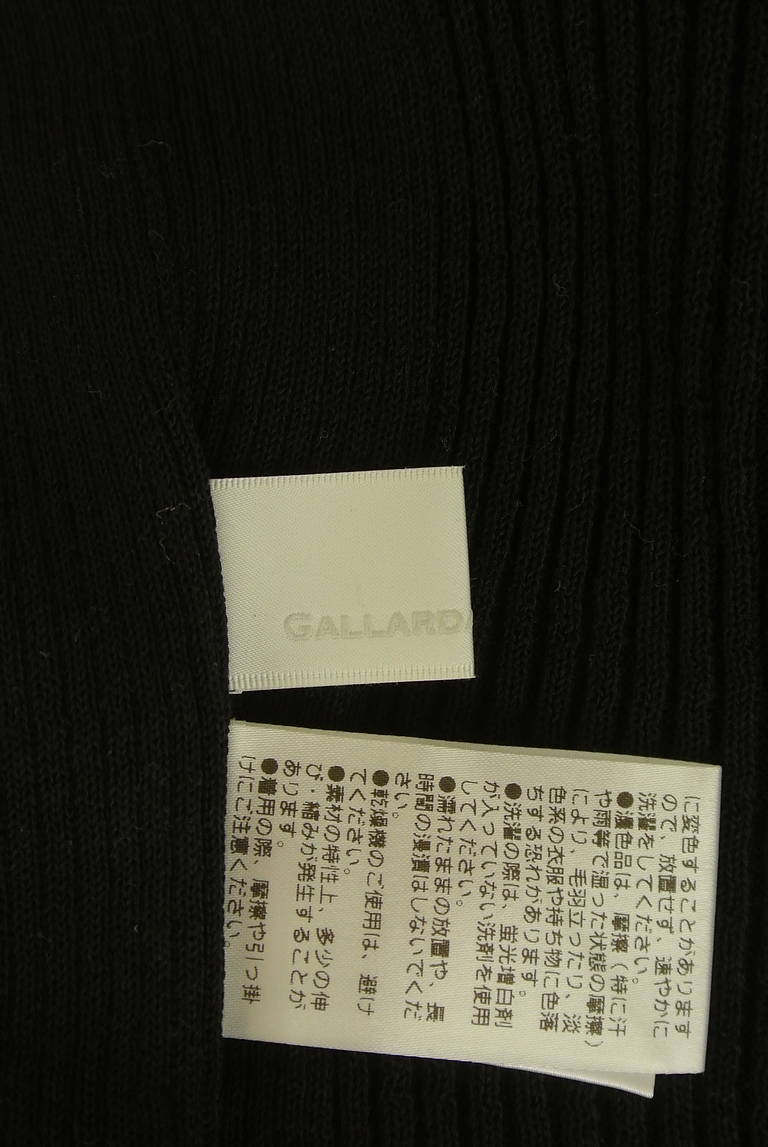 GALLARDA
に変色することがあります
ので、放置せず、速やかに
洗濯をしてください。
●濃色品は、摩擦(特に汗
や雨等で湿った状態の摩擦)
により、毛羽立ったり、淡
色系の衣服や持ち物に色落
ちする恐れがあります。
●洗濯の際は、蛍光増白剤
が入っていない洗剤を使用
してください。
●濡れたままの放置や、長
時間の浸漬はしないでくだ
さい。
●乾燥機のご使用は、避け
てください。
●素材の特性上、多少の伸
び・縮みが発生することが
あります。
●着用の際、摩擦や引っ掛
けにご注意ください。